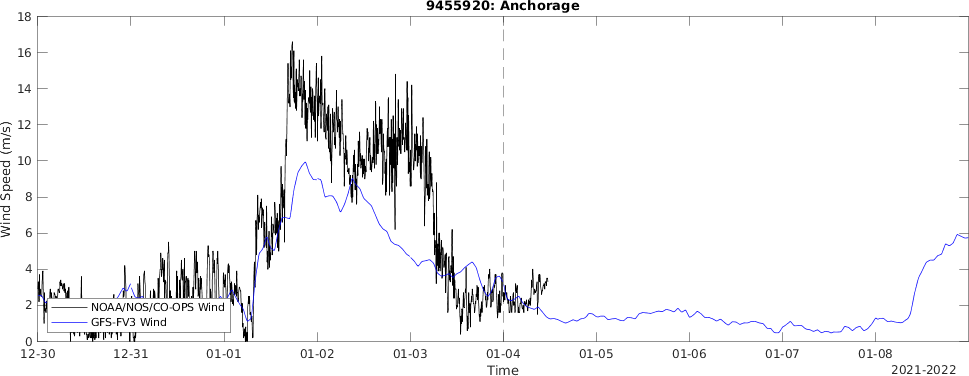 9455920: Anchorage
18
16
14
12
10
8
6
4
2
0
Wind Speed (m/s)
NOAA/NOS/CO-OPS Wind
GFS-FV3 Wind
12-30 12-31 01-01 01-02 01-03 01-04 01-05 01-06 01-07 01-08
Time
2021-2022